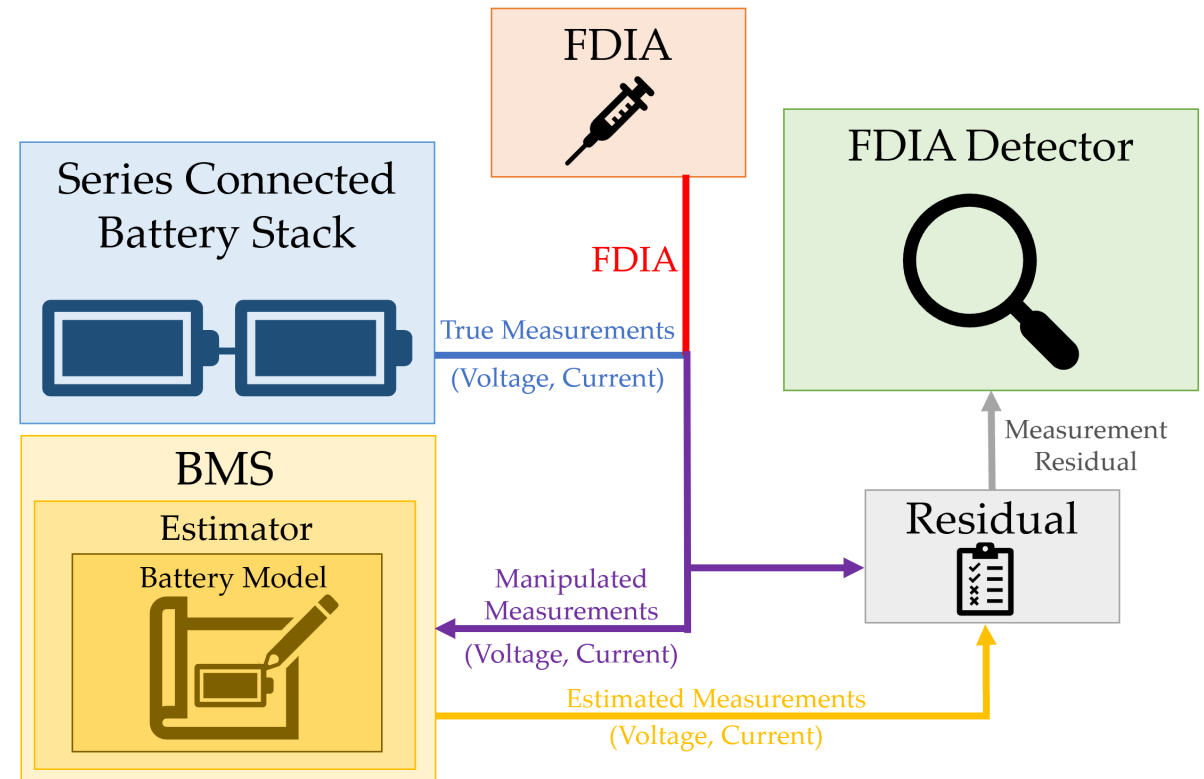 FDIA
FDIA Detector
Series Connected
Battery Stack
FDIA
True Measurements
(Voltage, Current)
Measurement
Residual
BMS
Estimator
Battery Model
Manipulated
Measurements
(Voltage, Current)
Residual
Estimated Measurements
(Voltage, Current)